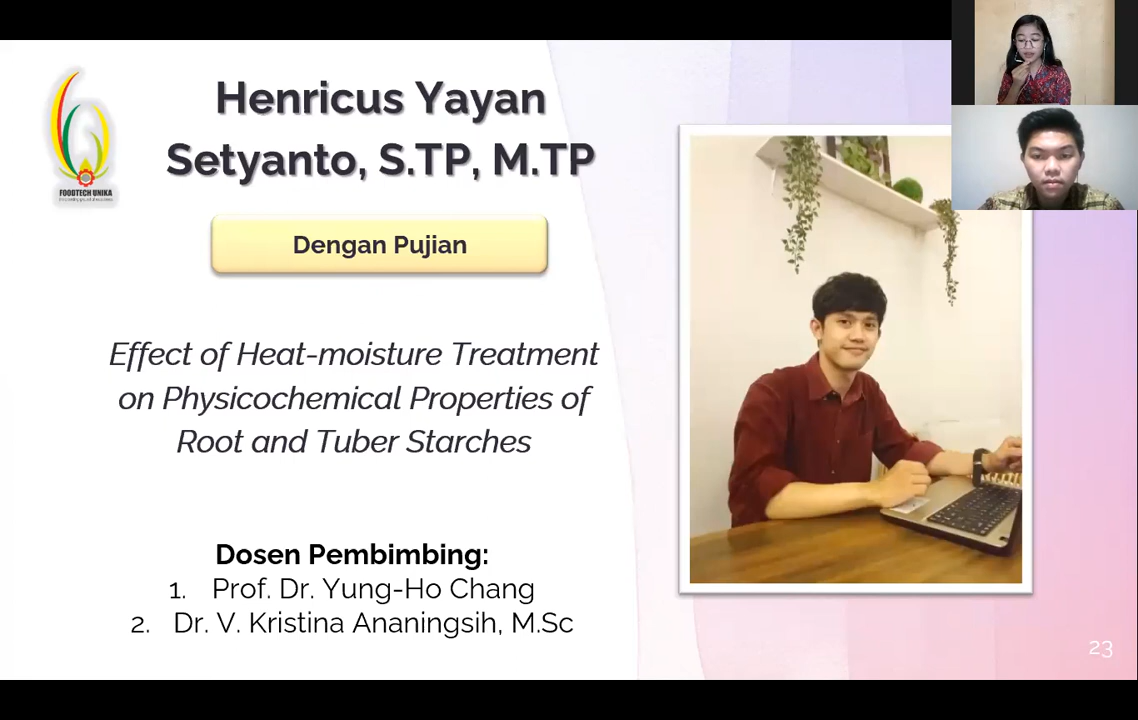 Henricus Yayan
Setyanto, S.TP, M.TP
FOODTECH UNIKA
Dengan Pujian
Effect of Heat-moisture Treatment
on Physicochemical Properties of
Root and Tuber Starches
Dosen Pembimbing:
1. Prof. Dr. Yung-Ho Chang
2. Dr. V. Kristina Ananingsih, M.Sc
23